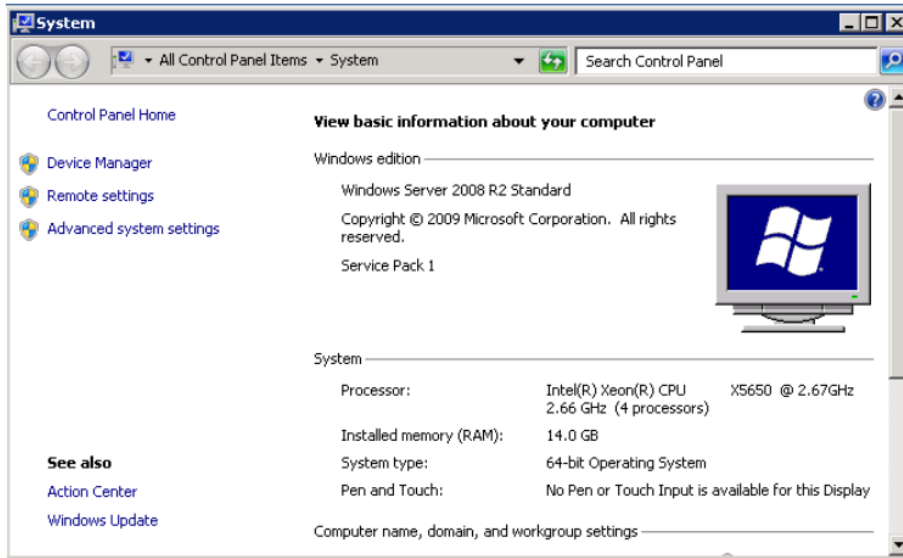 System
All Control Panel Items
System
Search Control Panel
Control Panel Home
Device Manager
Remote settings
Advanced system settings
See also
Action Center
Windows Update
View basic information about your computer
Windows edition
Windows Server 2008 R2 Standard
Copyright © 2009 Microsoft Corporation. All rights
reserved.
Service Pack 1
System
Processor: Intel(R) Xeon(R) CPU X5650 @ 2.67GHz
2.66 GHz (4 processors)
Installed memory (RAM): 14.0 GB
System type: 64-bit Operating System
Pen and Touch: No Pen or Touch Input is available for this Display
Computer name, domain, and workgroup settings